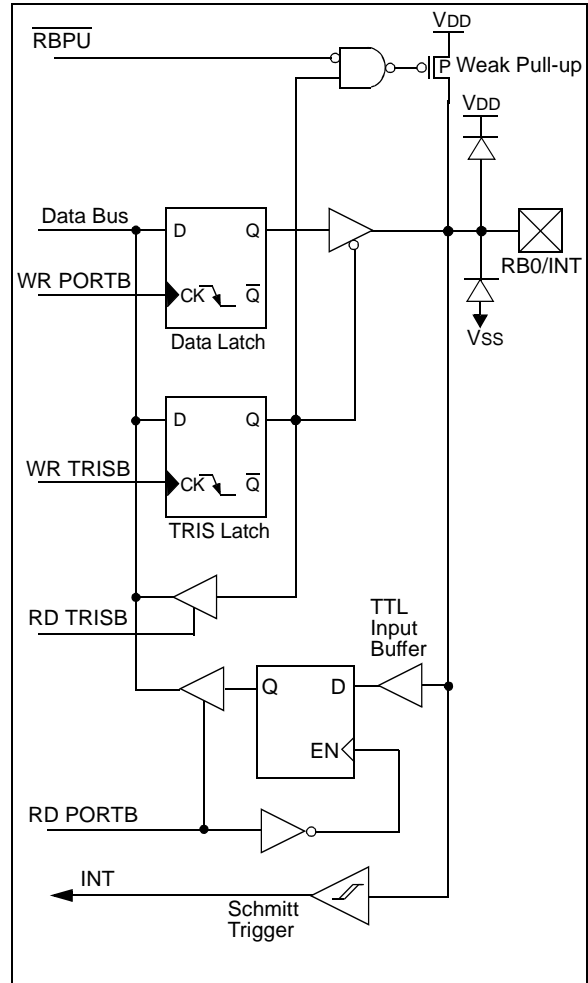 VDD
R̅B̅P̅U̅
P
Weak Pull-up
VDD
Data Bus
D
Q
RB0/INT
WR PORTB
CK
Q̅
VSS
Data Latch
D
Q
WR TRISB
CK
Q̅
TRIS Latch
TTL
Input
Buffer
RD TRISB
Q
D
EN
RD PORTB
INT
Schmitt
Trigger